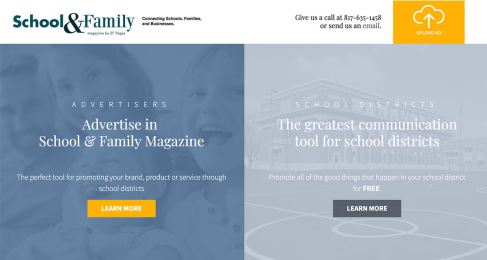 School&Family
magazine by EF Pages
Connecting Schools, Families,
and Businesses.
Give us a call at 817-635-1458
or send us an email.
UPLOAD AD
ADVERTISERS
Advertise in
School & Family Magazine
The perfect tool for promoting your brand, product or service through
school districts
LEARN MORE
SCHOOL DISTRICTS
The greatest communication
tool for school districts
Promote all of the good things that happen in your school district
for FREE.
LEARN MORE